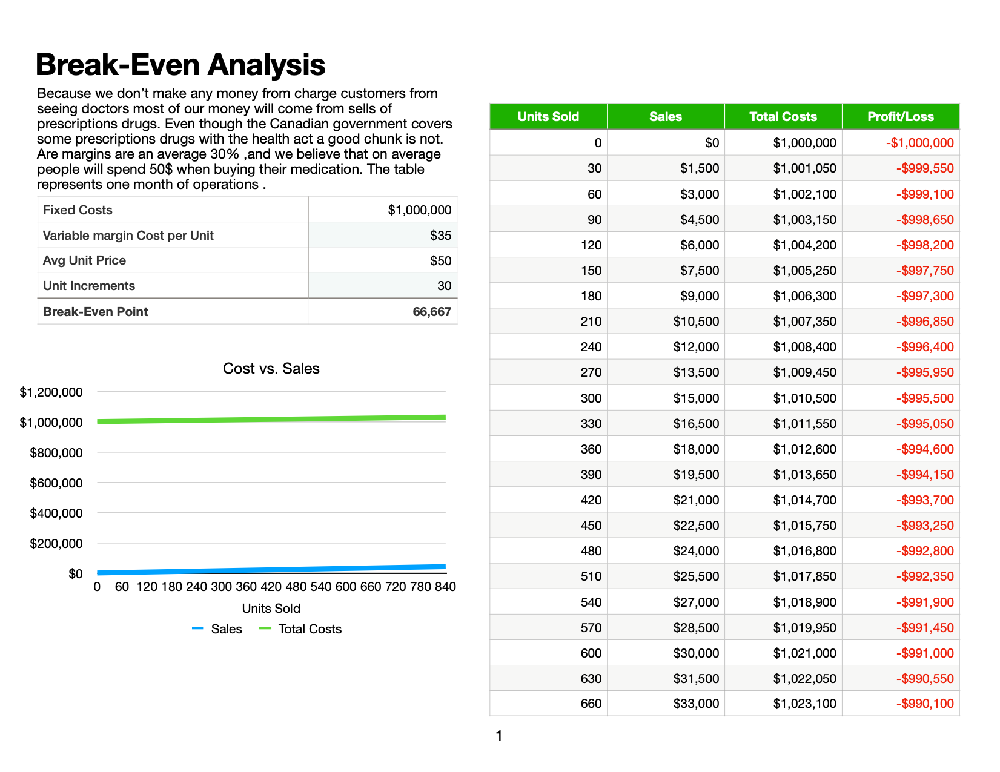 Break-Even Analysis
Because we don’t make any money from charge customers from
seeing doctors most of our money will come from sells of
prescriptions drugs. Even though the Canadian government covers
some prescriptions drugs with the health act a good chunk is not.
Are margins are an average 30% ,and we believe that on average
people will spend 50$ when buying their medication. The table
represents one month of operations .
Fixed Costs $1,000,000
Variable margin Cost per Unit $35
Avg Unit Price $50
Unit Increments 30
Break-Even Point 66,667
Cost vs. Sales
$1,200,000
$1,000,000
$800,000
$600,000
$400,000
$200,000
$0
0 60 120 180 240 300 360 420 480 540 600 660 720 780 840
Units Sold
Sales Total Costs
Units Sold Sales Total Costs Profit/Loss
0 $0 $1,000,000 -$1,000,000
30 $1,500 $1,001,050 -$999,550
60 $3,000 $1,002,100 -$999,100
90 $4,500 $1,003,150 -$998,650
120 $6,000 $1,004,200 -$998,200
150 $7,500 $1,005,250 -$997,750
180 $9,000 $1,006,300 -$997,300
210 $10,500 $1,007,350 -$996,850
240 $12,000 $1,008,400 -$996,400
270 $13,500 $1,009,450 -$995,950
300 $15,000 $1,010,500 -$995,500
330 $16,500 $1,011,550 -$995,050
360 $18,000 $1,012,600 -$994,600
390 $19,500 $1,013,650 -$994,150
420 $21,000 $1,014,700 -$993,700
450 $22,500 $1,015,750 -$993,250
480 $24,000 $1,016,800 -$992,800
510 $25,500 $1,017,850 -$992,350
540 $27,000 $1,018,900 -$991,900
570 $28,500 $1,019,950 -$991,450
600 $30,000 $1,021,000 -$991,000
630 $31,500 $1,022,050 -$990,550
660 $33,000 $1,023,100 -$990,100
1